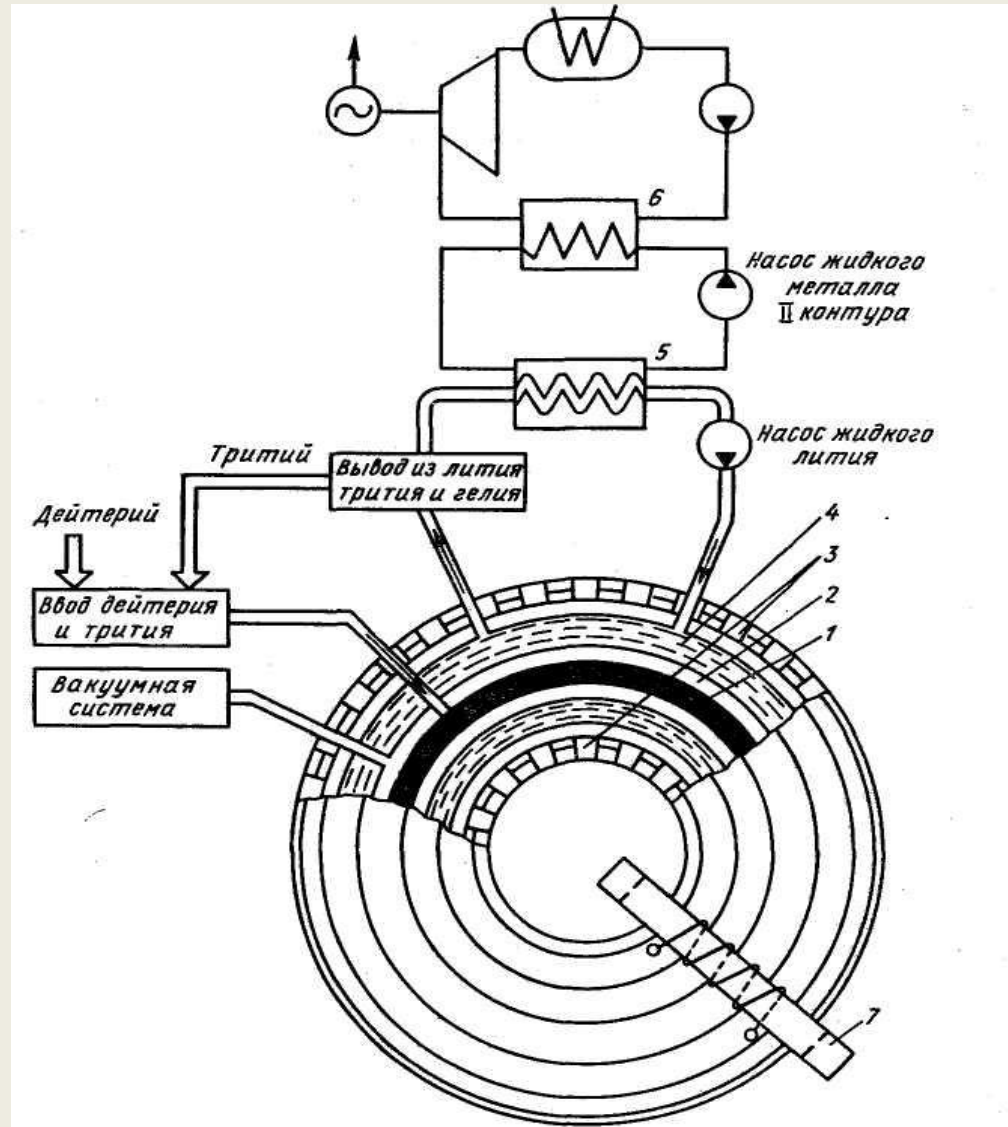 6
Насос жидкого
металла
II контура
5
Насос жидкого
лития
Тритий
Вывод из лития
трития и гелия
Дейтерий
4
3
2
1
Ввод дейтерия
и трития
Вакуумная
система
7